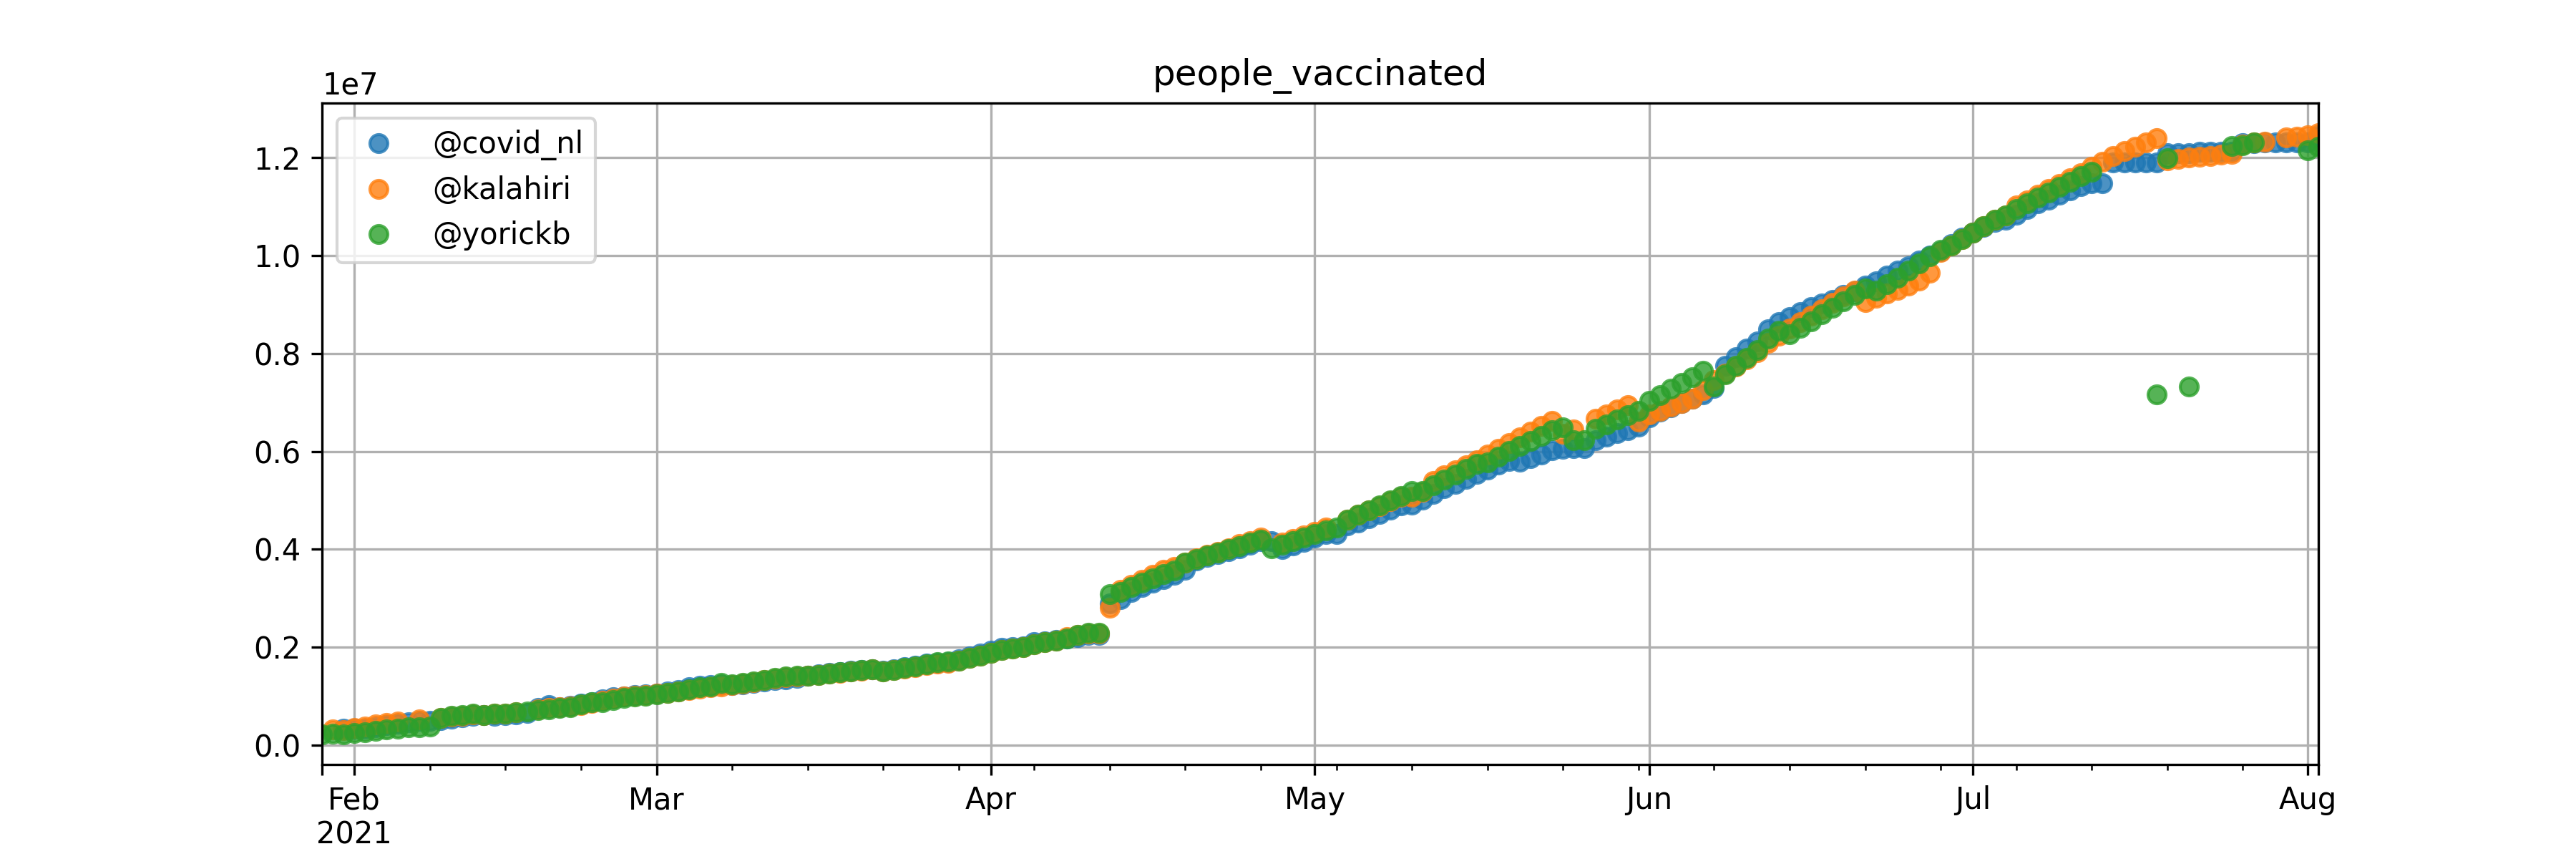 people_vaccinated
1e7
@covid_nl
@kalahiri
@yorickb
1.2
1.0
0.8
0.6
0.4
0.2
0.0
Feb Mar Apr May Jun Jul Aug
2021